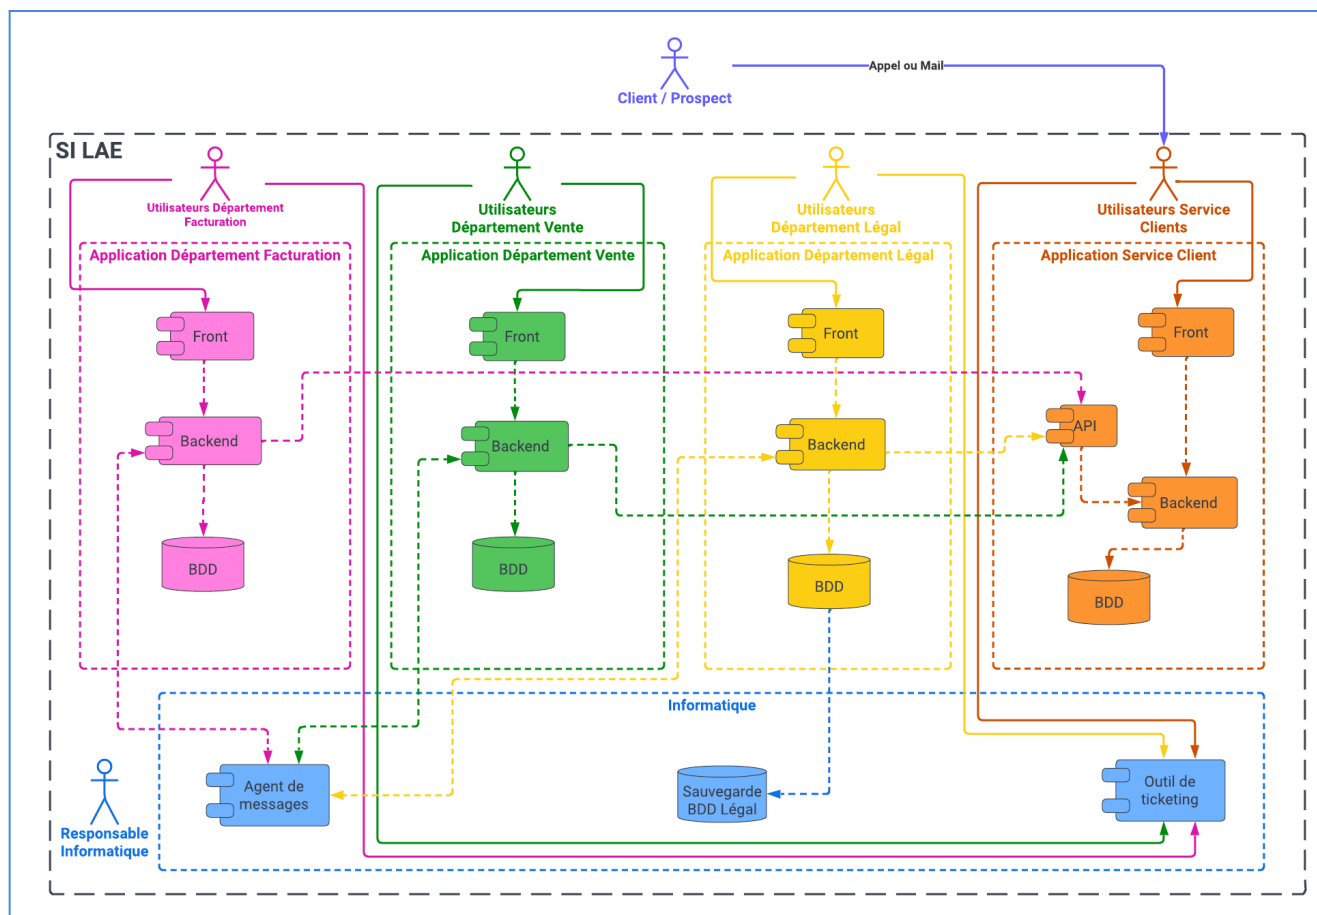 Appel ou Mail
Client / Prospect
SI LAE
Utilisateurs Département
Facturation
Utilisateurs
Département Vente
Utilisateurs
Département Légal
Utilisateurs Service
Clients
Application Département Facturation
Application Département Vente
Application Département Légal
Application Service Client
Front
Front
Front
Front
Backend
Backend
Backend
API
Backend
BDD
BDD
BDD
BDD
Informatique
Agent de
messages
Sauvegarde
BDD Légal
Outil de
ticketing
Responsable
Informatique